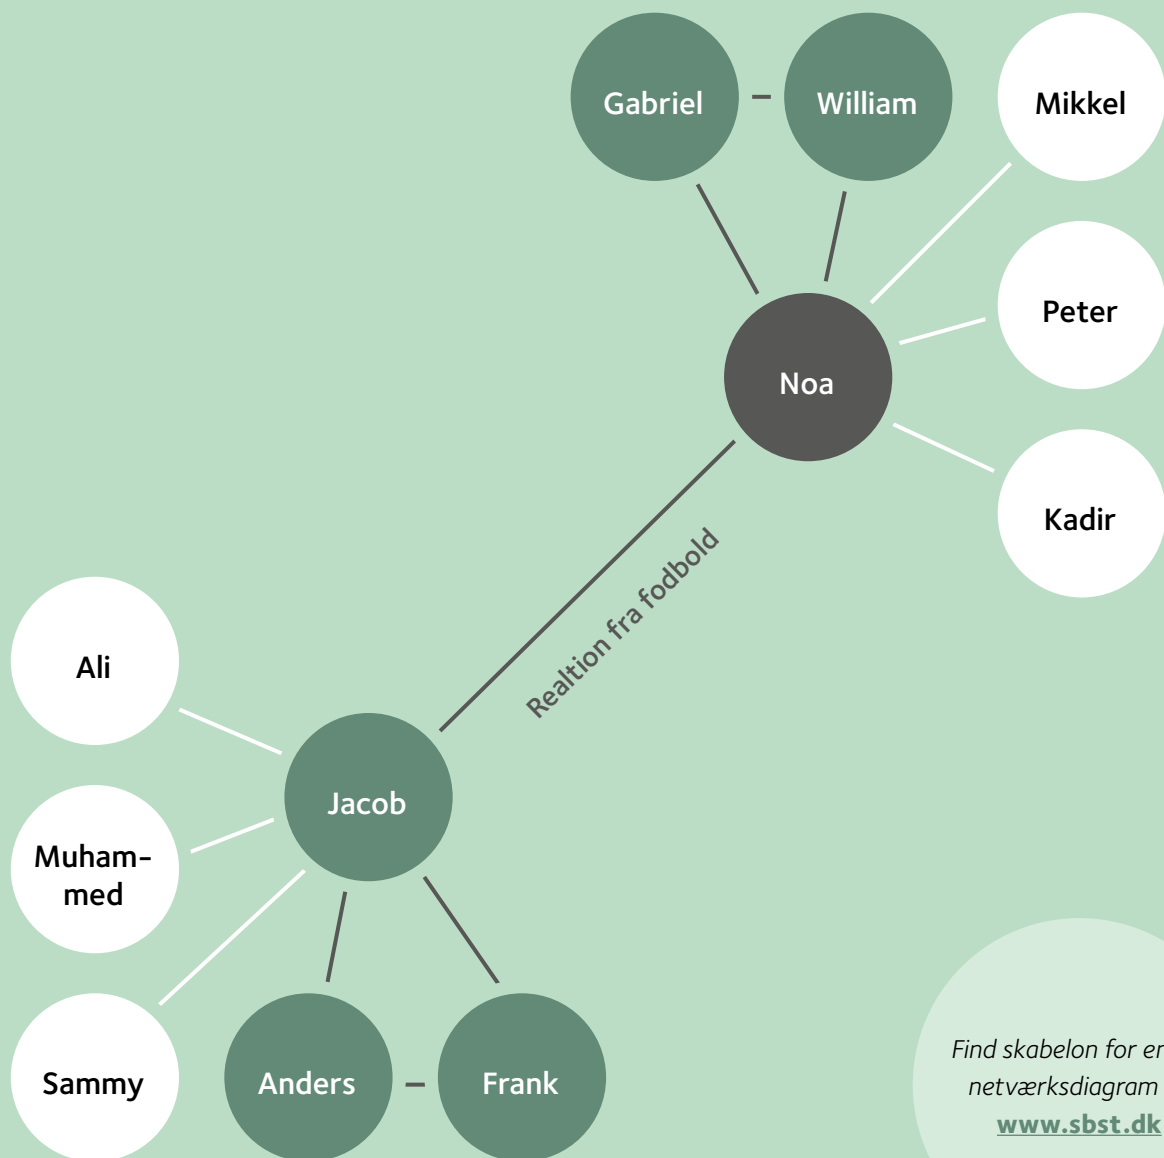 Gabriel
William
Mikkel
Peter
Noa
Kadir
Realtion fra fodbold
Ali
Jacob
Muham-
med
Sammy
Anders
Frank
Find skabelon for
netværksdiagram
www.sbst.dk